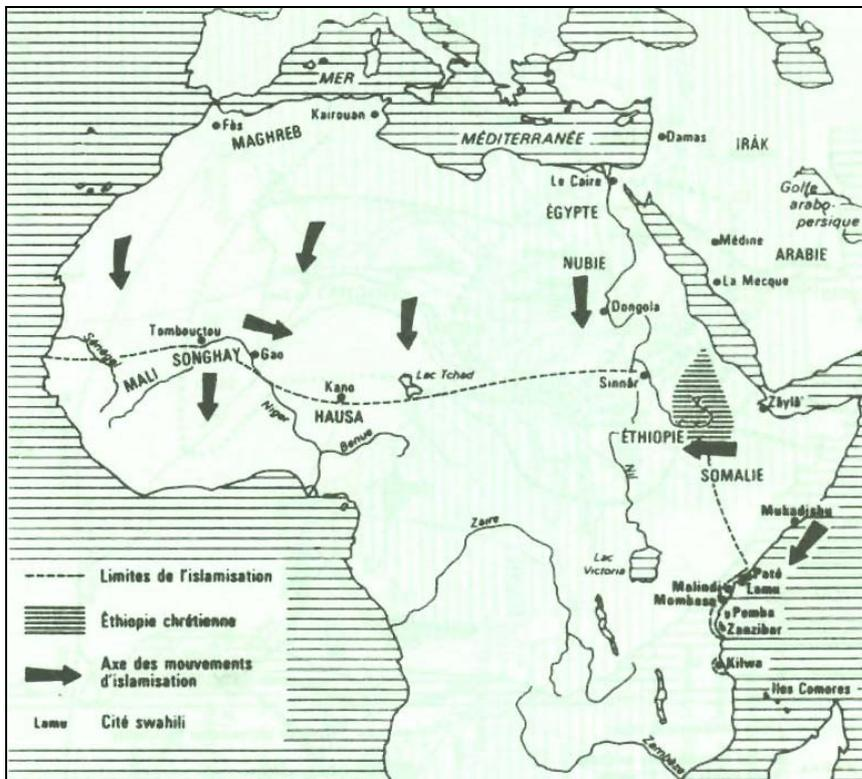 MER
Fès
Kairouan
MAGHREB
MÉDITERRANÉE
Damas
IRÁK
Le Caire
ÉGYPTE
Golfe
arabo-
persique
Médine
ARABIE
NUBIE
La Mecque
Dongola
Tombouctou
Sénégal
SONGHAY
Gao
MALI
Kano
Lac Tchad
HAUSA
Niger
Benue
Sinnār
Zāylā'
ÉTHIOPIE
SOMALIE
Nil
Mukadishu
Zaïre
Lac
Victoria
Paté
Lamu
Malindi
Mombasa
Pemba
Zanzibar
Kilwa
Iles Comores
Zambèze
Limites de l'islamisation
Éthiopie chrétienne
Axe des mouvements
d'islamisation
Lamu Cité swahili